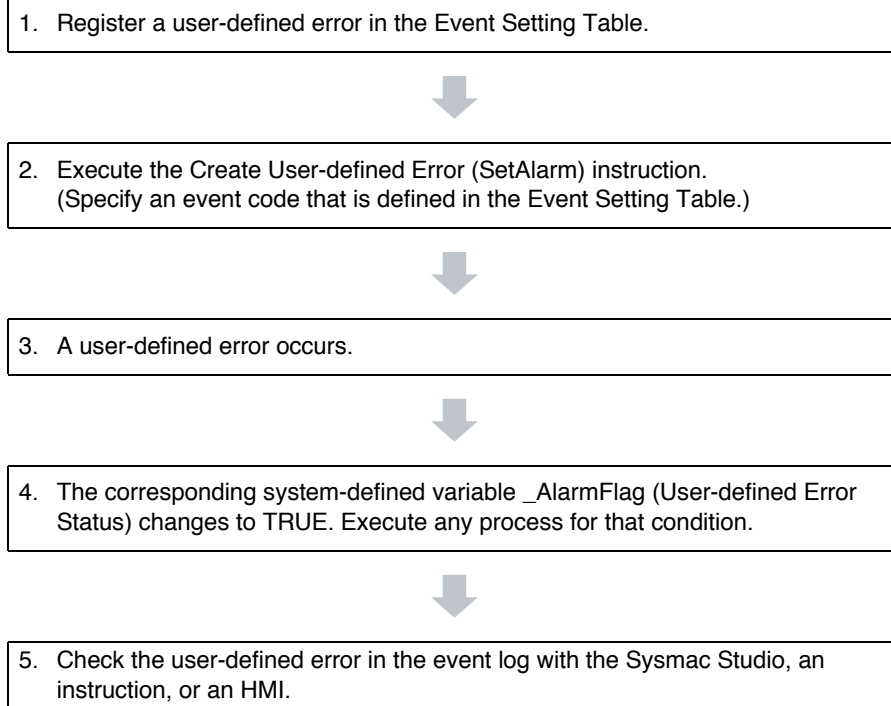 1. Register a user-defined error in the Event Setting Table.
2. Execute the Create User-defined Error (SetAlarm) instruction.
(Specify an event code that is defined in the Event Setting Table.)
3. A user-defined error occurs.
4. The corresponding system-defined variable _AlarmFlag (User-defined Error
Status) changes to TRUE. Execute any process for that condition.
5. Check the user-defined error in the event log with the Sysmac Studio, an
instruction, or an HMI.